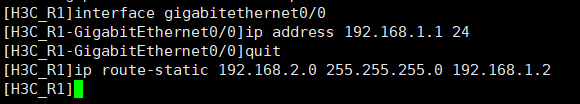 [H3C_R1]interface gigabitethernet0/0
[H3C_R1-GigabitEthernet0/0]ip address 192.168.1.1 24
[H3C_R1-GigabitEthernet0/0]quit
[H3C_R1]ip route-static 192.168.2.0 255.255.255.0 192.168.1.2
[H3C_R1]